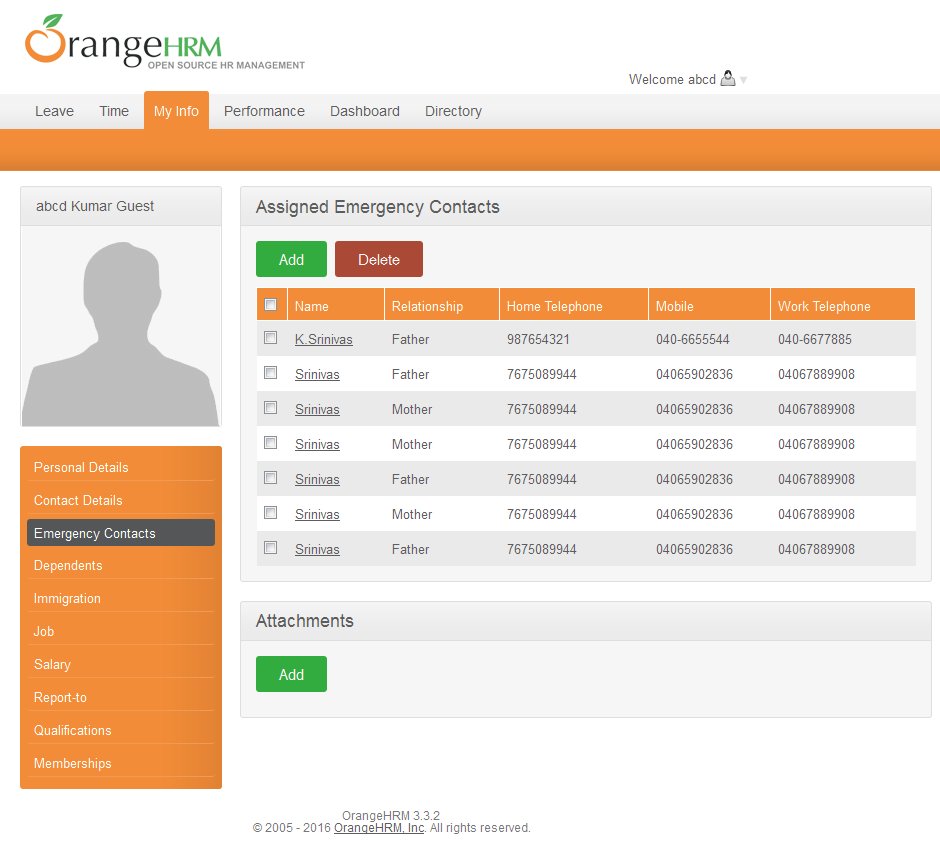 OrangeHRM
OPEN SOURCE HR MANAGEMENT
Welcome abcd
Leave Time My Info Performance Dashboard Directory
abcd Kumar Guest
Personal Details
Contact Details
Emergency Contacts
Dependents
Immigration
Job
Salary
Report-to
Qualifications
Memberships
Assigned Emergency Contacts
Add Delete
Name Relationship Home Telephone Mobile Work Telephone
K.Srinivas Father 987654321 040-6655544 040-6677885
Srinivas Father 7675089944 04065902836 04067889908
Srinivas Mother 7675089944 04065902836 04067889908
Srinivas Mother 7675089944 04065902836 04067889908
Srinivas Father 7675089944 04065902836 04067889908
Srinivas Mother 7675089944 04065902836 04067889908
Srinivas Father 7675089944 04065902836 04067889908
Attachments
Add
OrangeHRM 3.3.2
© 2005 - 2016 OrangeHRM, Inc. All rights reserved.